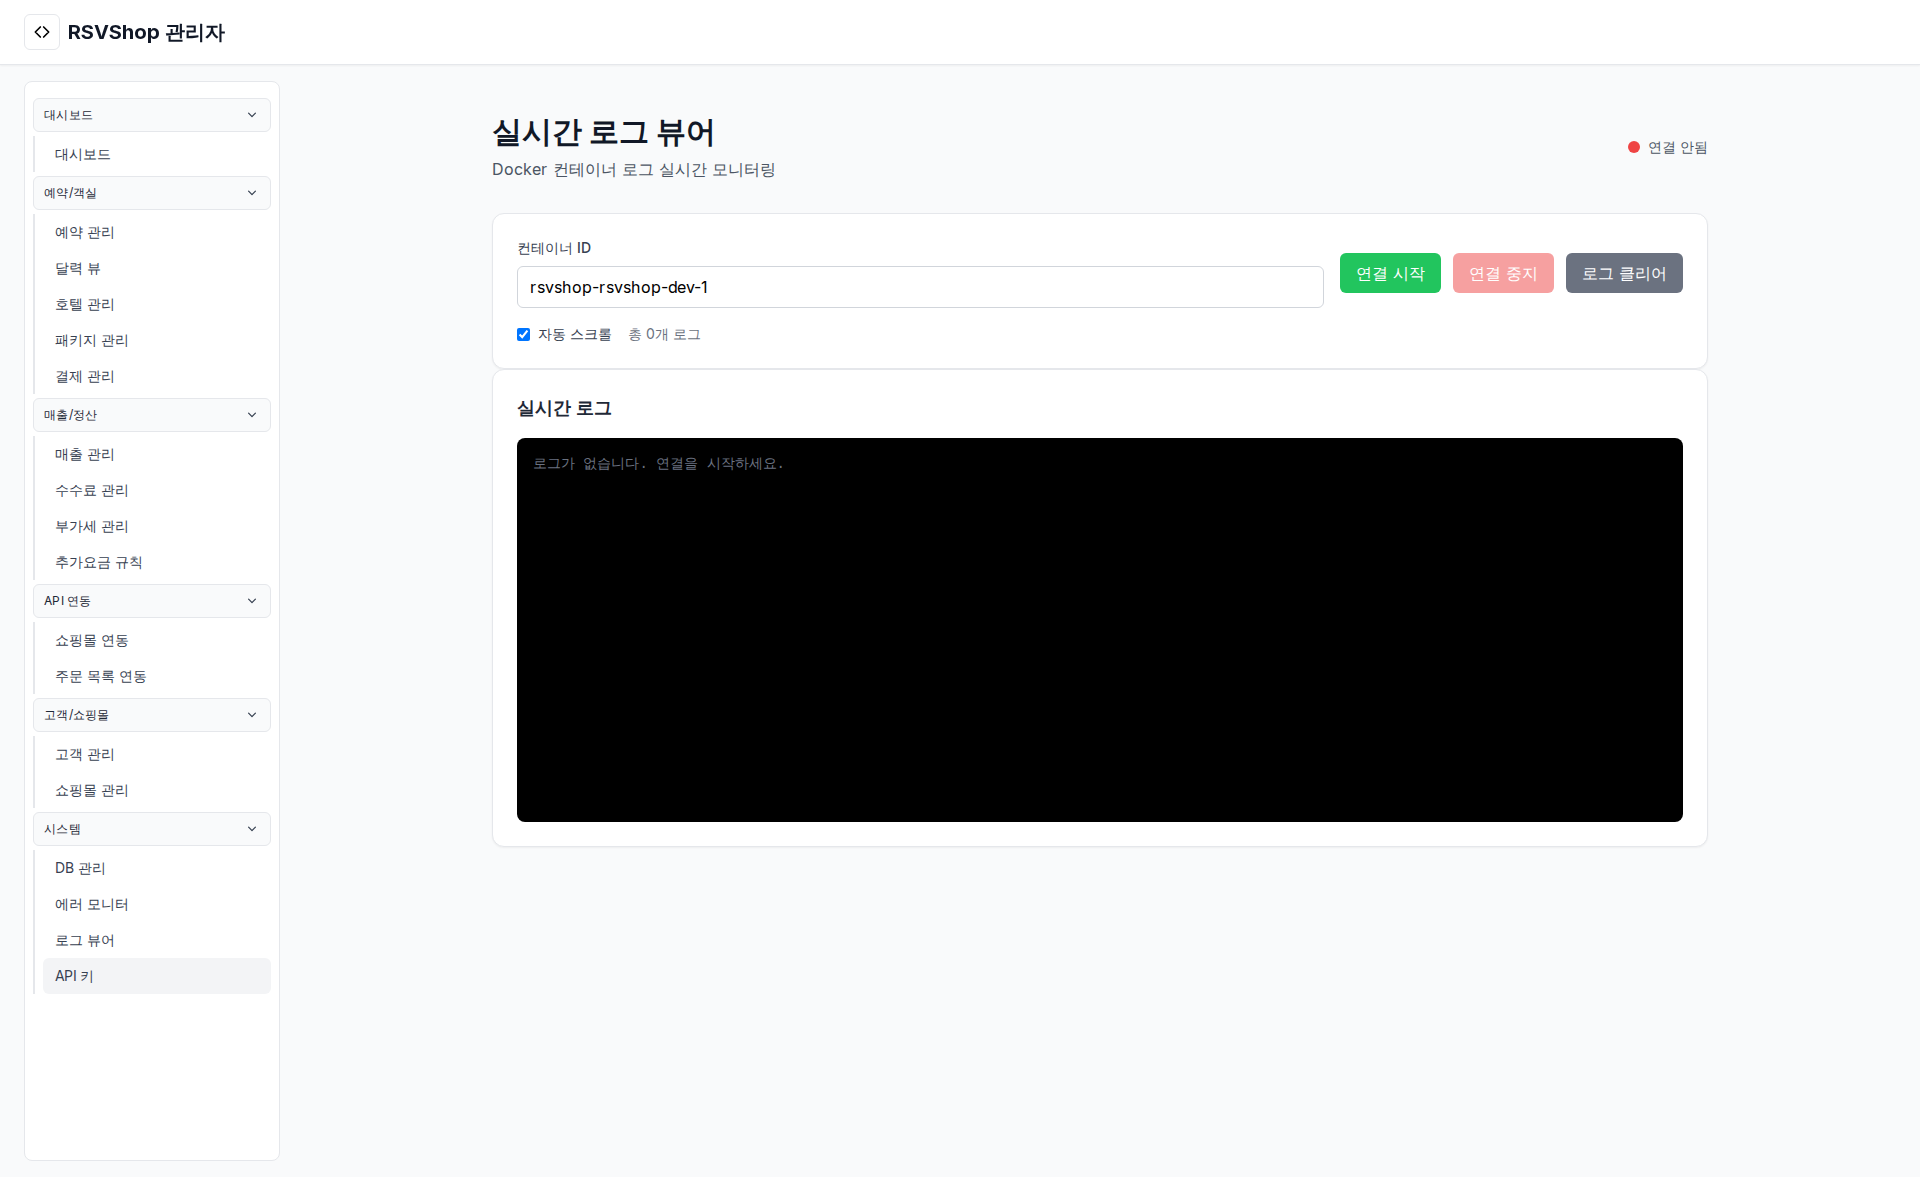 RSVShop 관리자
대시보드
대시보드
예약/객실
예약 관리
달력 뷰
호텔 관리
패키지 관리
결제 관리
매출/정산
매출 관리
수수료 관리
부가세 관리
추가요금 규칙
API 연동
쇼핑몰 연동
주문 목록 연동
고객/쇼핑몰
고객 관리
쇼핑몰 관리
시스템
DB 관리
에러 모니터
로그 뷰어
API 키
실시간 로그 뷰어
Docker 컨테이너 로그 실시간 모니터링
연결 안됨
컨테이너 ID
rsvshop-rsvshop-dev-1
연결 시작
연결 중지
로그 클리어
자동 스크롤
총 0개 로그
실시간 로그
로그가 없습니다. 연결을 시작하세요.